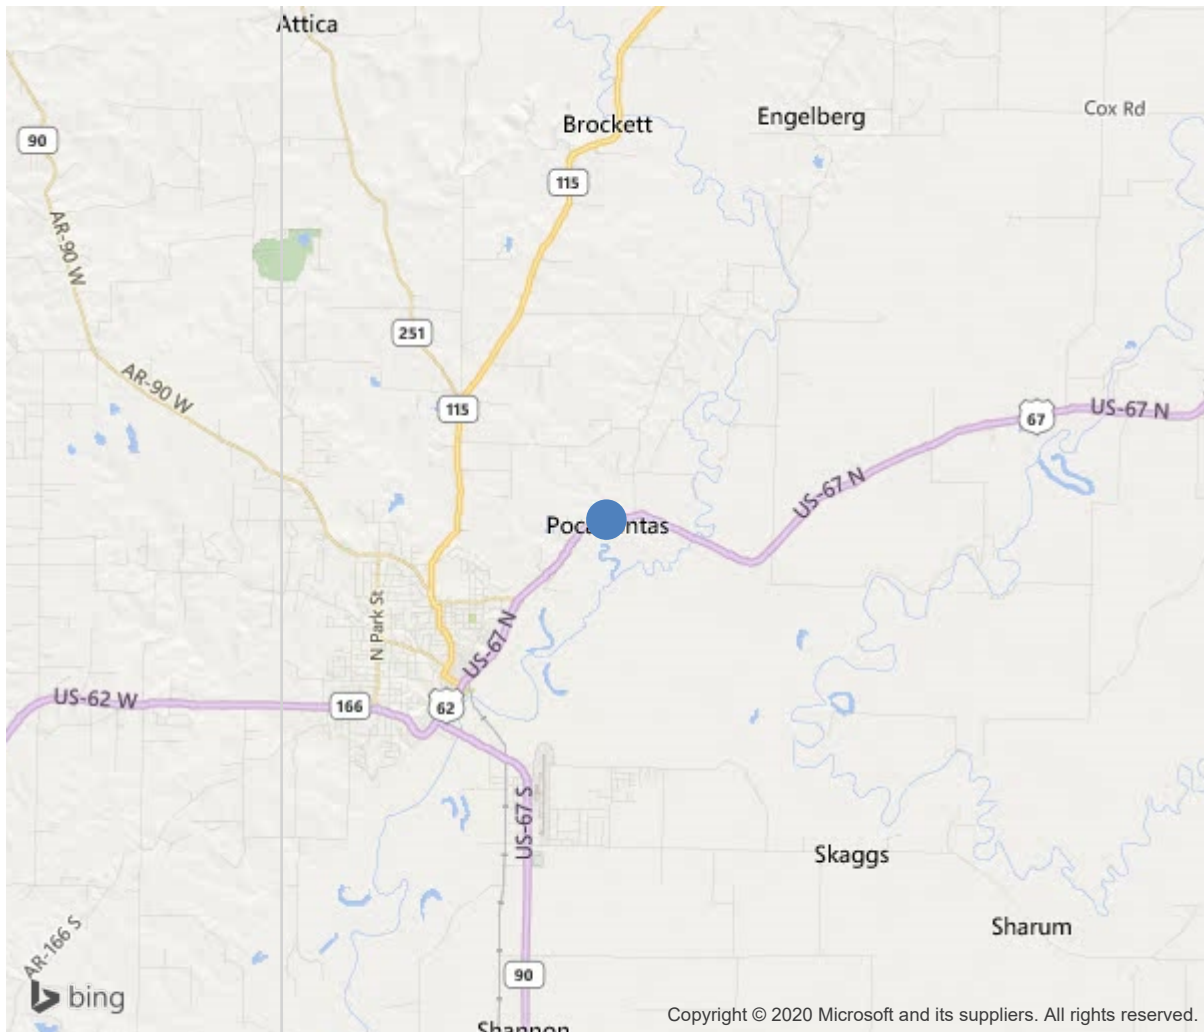 Attica
Brockett
Engelberg
Cox Rd
90
115
AR-90 W
251
AR-90 W
115
67
US-67 N
US-67 N
Pocahontas
N Park St
US-67 N
US-62 W
166
62
US-67 S
Skaggs
Sharum
AR-166 S
90
bing
Shannon
Copyright © 2020 Microsoft and its suppliers. All rights reserved.